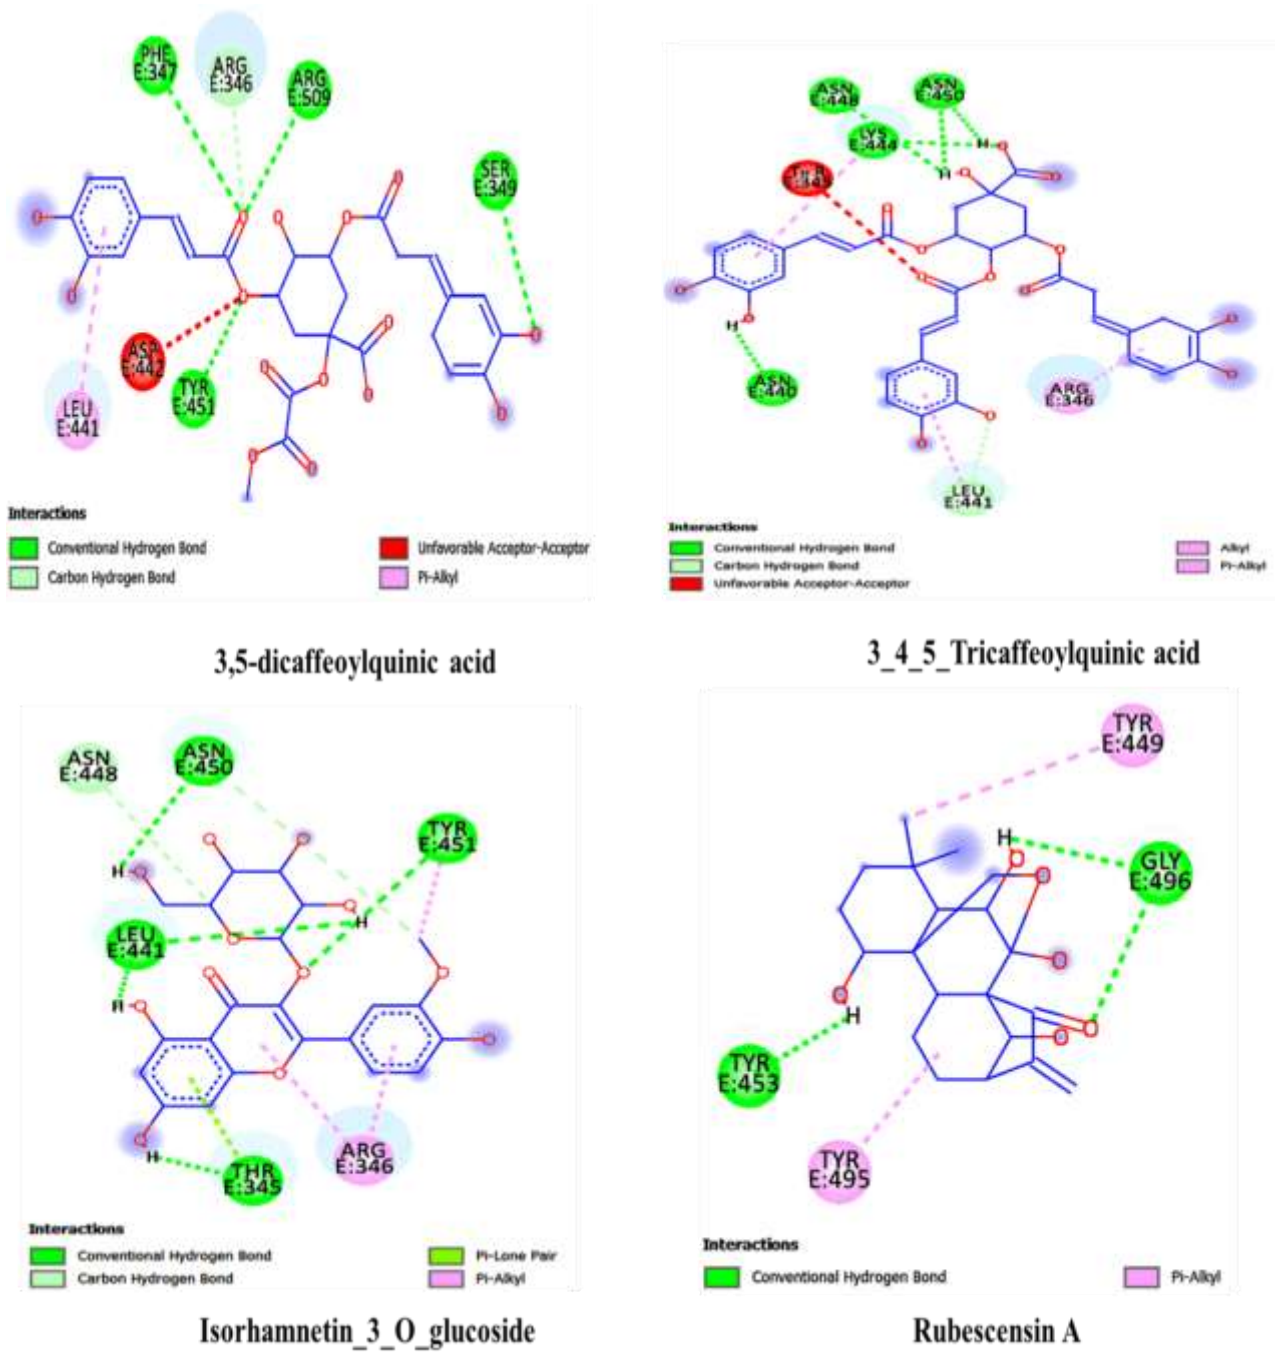 PHE
E:347
ARG
E:346
ARG
E:509
SER
E:349
ASP
E:442
TYR
E:451
LEU
E:441
Interactions
Conventional Hydrogen Bond
Carbon Hydrogen Bond
Unfavorable Acceptor-Acceptor
Pi-Alkyl
3,5-dicaffeoylquinic acid
ASN
E:448
ASN
E:450
LYS
E:444
ASN
E:440
ARG
E:346
LEU
E:441
Interactions
Conventional Hydrogen Bond
Carbon Hydrogen Bond
Unfavorable Acceptor-Acceptor
Alkyl
Pi-Alkyl
3_4_5_Tricaffeoylquinic acid
ASN
E:448
ASN
E:450
TYR
E:451
LEU
E:441
ARG
E:346
THR
E:345
Interactions
Conventional Hydrogen Bond
Carbon Hydrogen Bond
Pi-Lone Pair
Pi-Alkyl
Isorhamnetin_3_O_glucoside
TYR
E:449
GLY
E:496
TYR
E:453
TYR
E:495
Interactions
Conventional Hydrogen Bond
Pi-Alkyl
Rubescensin A